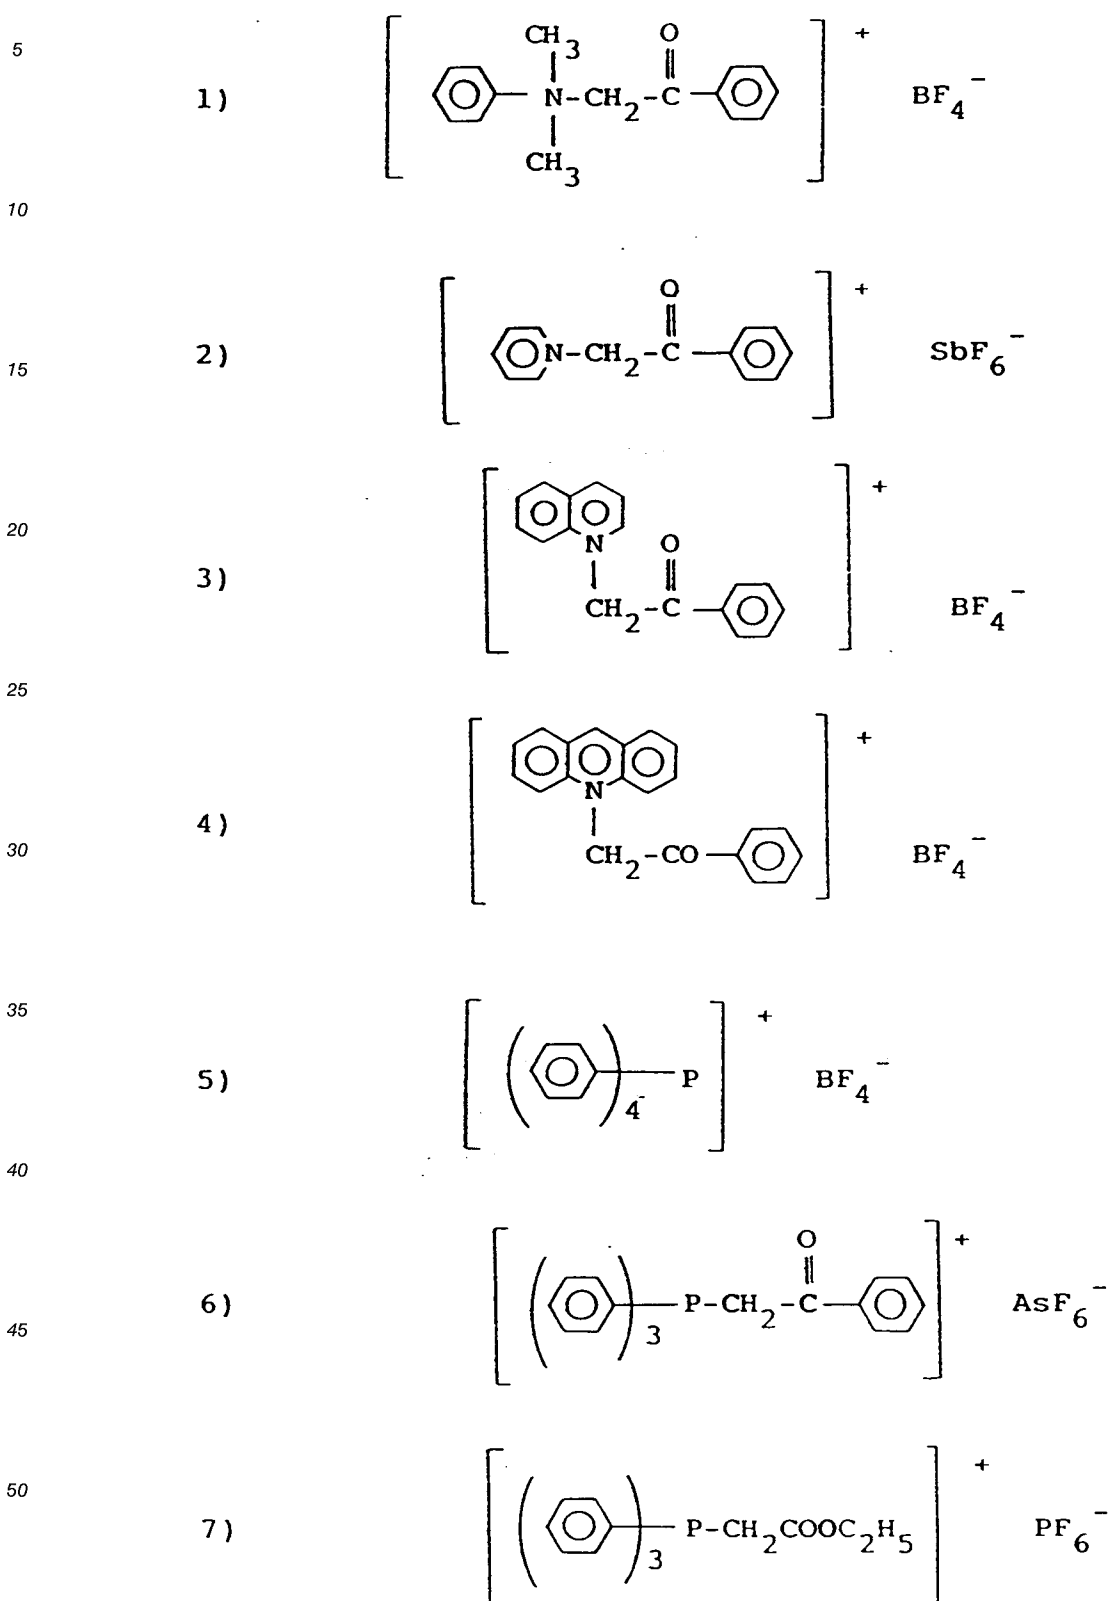 5
CH3 O +
1) N-CH2-C BF4-
CH3
10
O +
2) N-CH2-C SbF6-
15
+
20
N O
3)
CH2-C BF4-
25
+
N
4)
30 CH2-CO BF4-
35 +
5) 4 P BF4-
40
O +
6) 3 P-CH2-C AsF6-
45
+
50
7) 3 P-CH2COOC2H5 PF6-